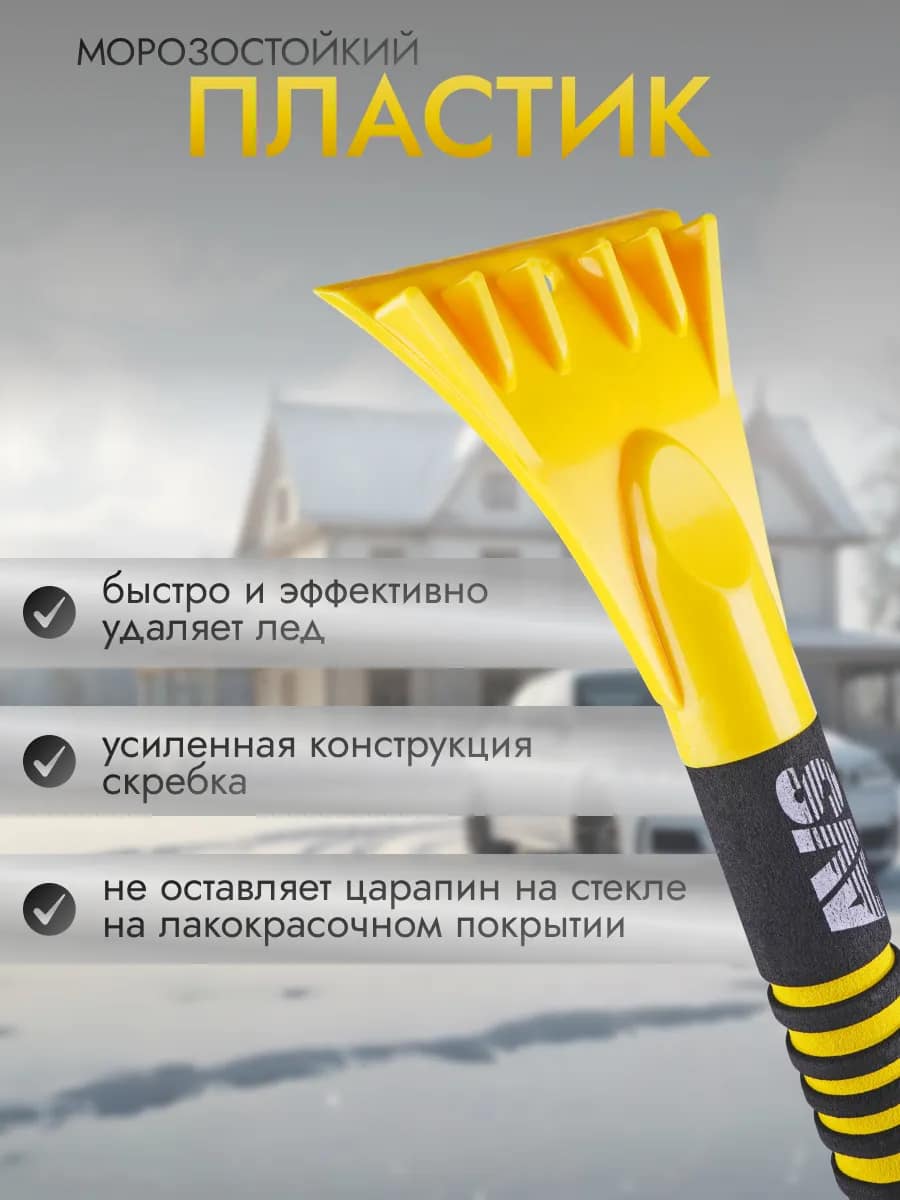 МОРОЗОСТОЙКИЙ
ПЛАСТИК
быстро и эффективно
удаляет лед
усиленная конструкция
скребка
не оставляет царапин на стекле
на лакокрасочном покрытии
AVS